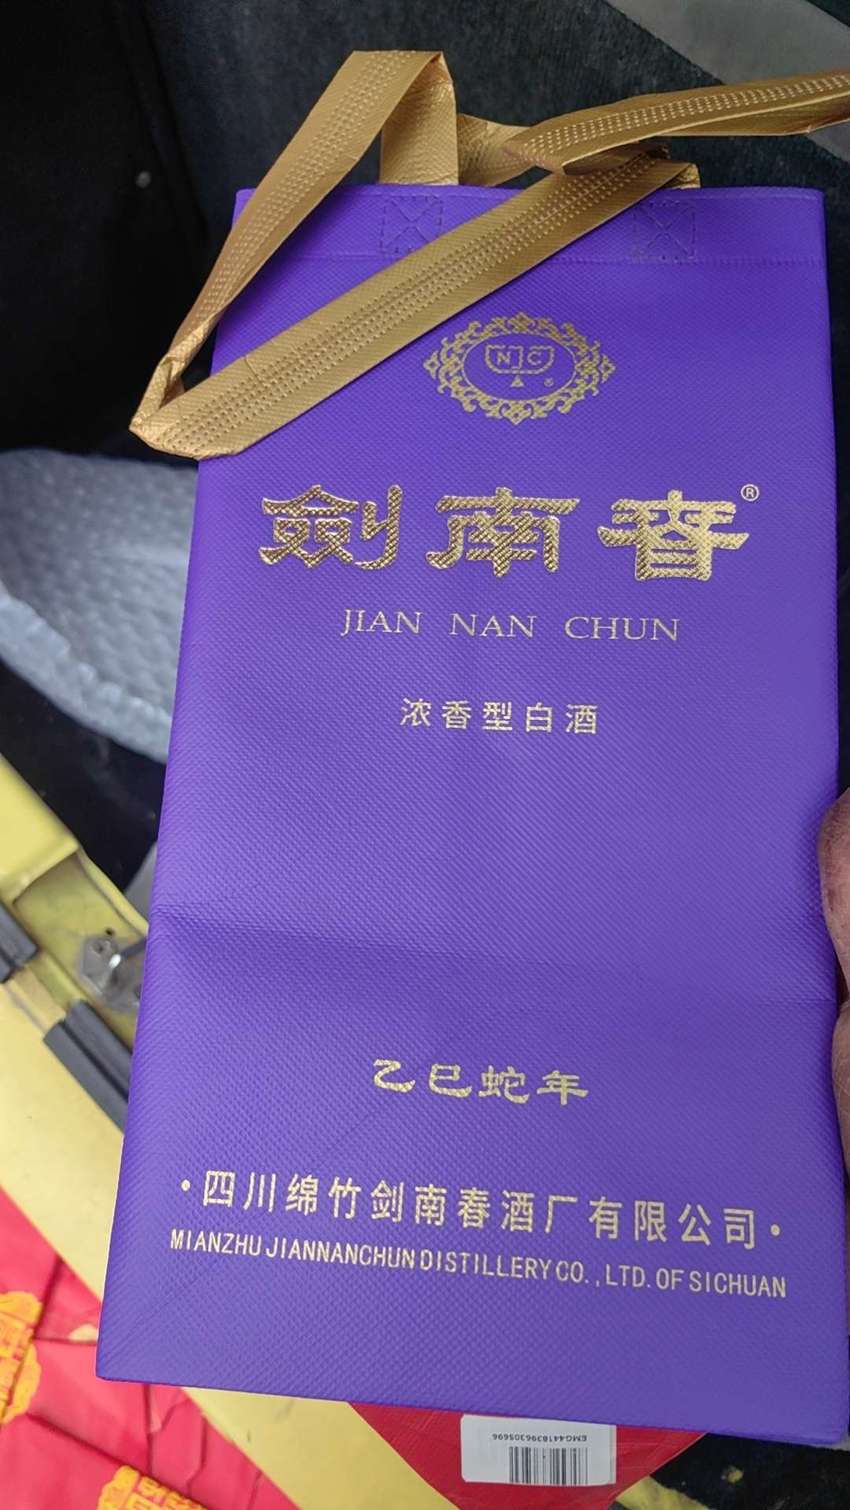 NJC
®
剑南春®
JIAN NAN CHUN
浓香型白酒
乙巳蛇年
·四川绵竹剑南春酒厂有限公司·
MIANZHU JIANNANCHUN DISTILLERY CO., LTD. OF SICHUAN
EMG4418396305696